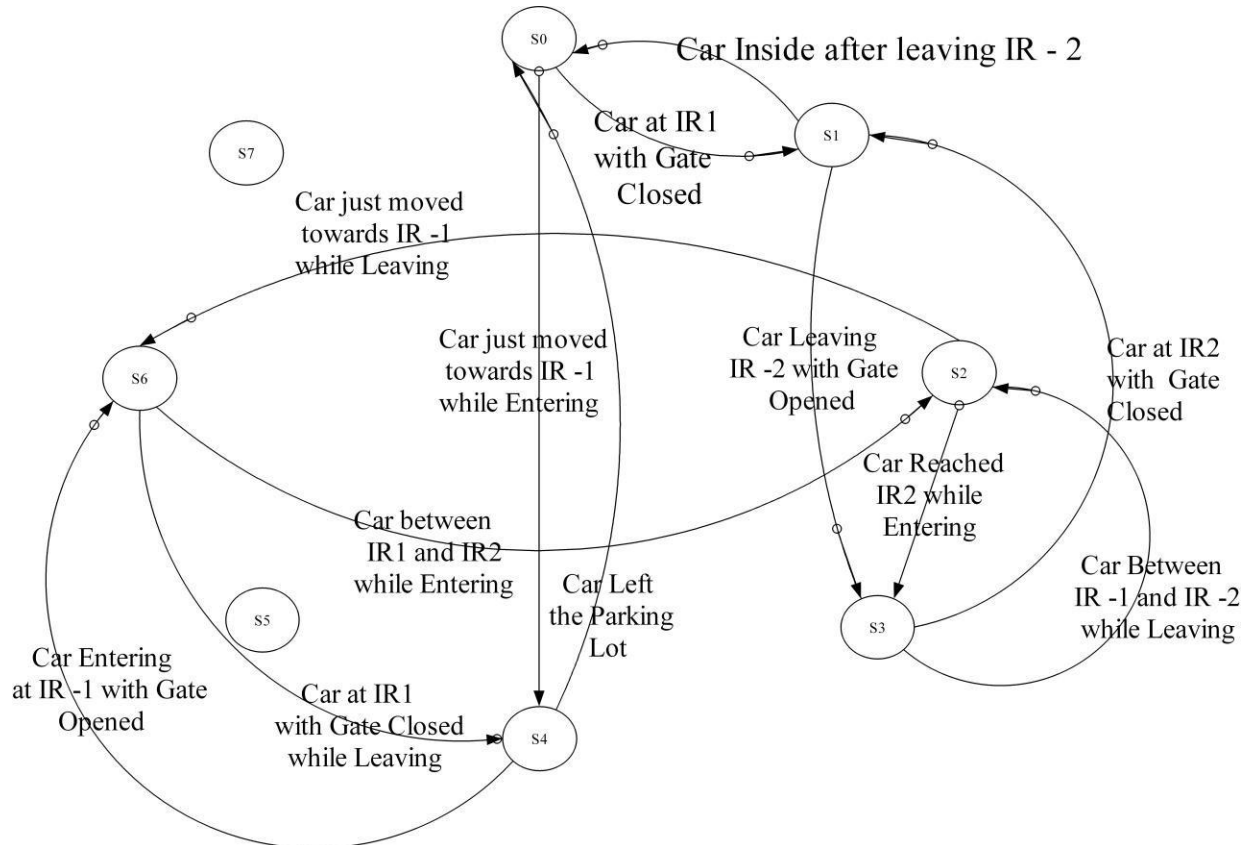 S0
Car Inside after leaving IR - 2
Car at IR1
with Gate
Closed
S1
S7
Car just moved
towards IR -1
while Leaving
Car just moved
towards IR -1
while Entering
Car Leaving
IR -2 with Gate
Opened
S2
Car at IR2
with Gate
Closed
S6
Car Reached
IR2 while
Entering
Car between
IR1 and IR2
while Entering
Car Left
the Parking
Lot
Car Between
IR -1 and IR -2
while Leaving
S5
S3
Car Entering
at IR -1 with Gate
Opened
Car at IR1
with Gate Closed
while Leaving
S4